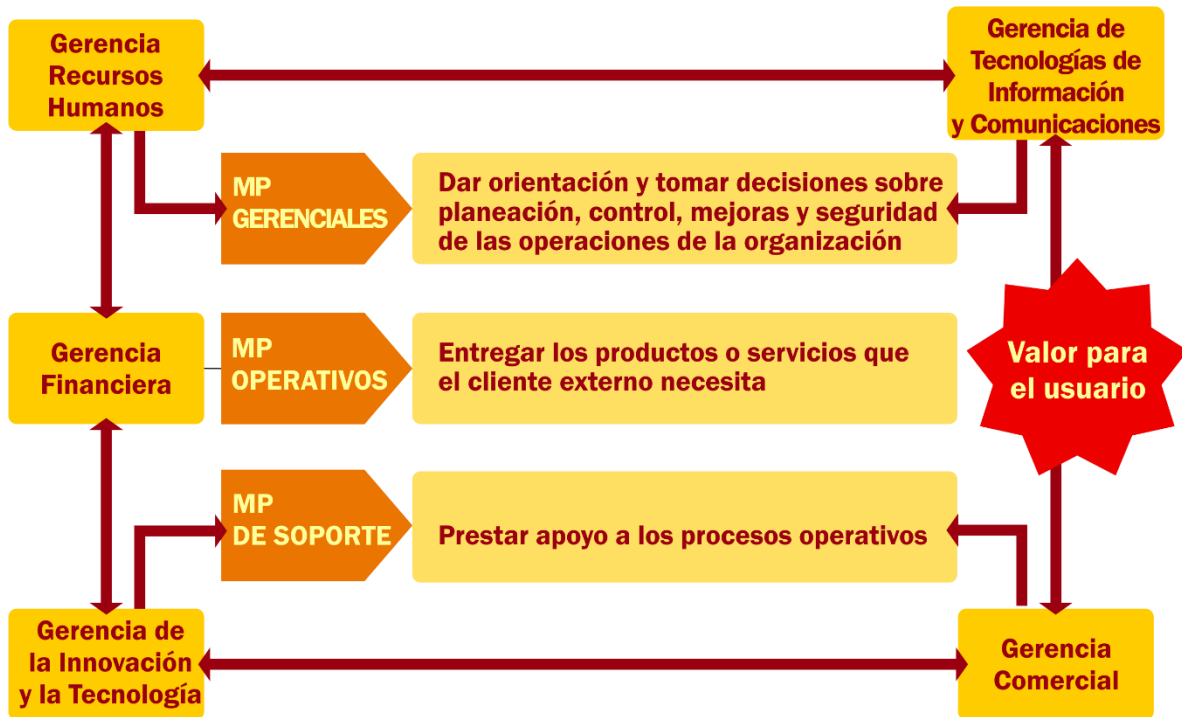 Gerencia
Recursos
Humanos
Gerencia de
Tecnologías de
Información
y Comunicaciones
MP
GERENCIALES
Dar orientación y tomar decisiones sobre
planeación, control, mejoras y seguridad
de las operaciones de la organización
Gerencia
Financiera
MP
OPERATIVOS
Entregar los productos o servicios que
el cliente externo necesita
Valor para
el usuario
MP
DE SOPORTE
Prestar apoyo a los procesos operativos
Gerencia de
la Innovación
y la Tecnología
Gerencia
Comercial